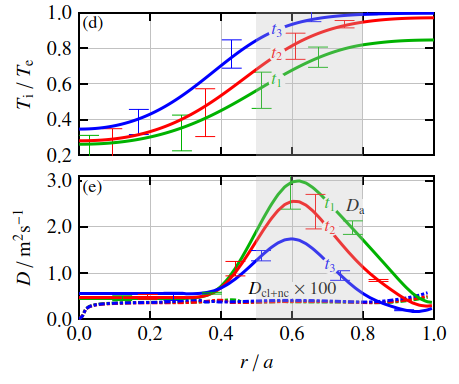 (d)
1.0
0.8
0.6
0.4
0.2
Ti / Te
t3
t2
t1
(e)
3.0
2.0
1.0
0.0
D / m² s⁻¹
t1
Da
t2
t3
Dcl+nc × 100
0.0 0.2 0.4 0.6 0.8 1.0
r / a